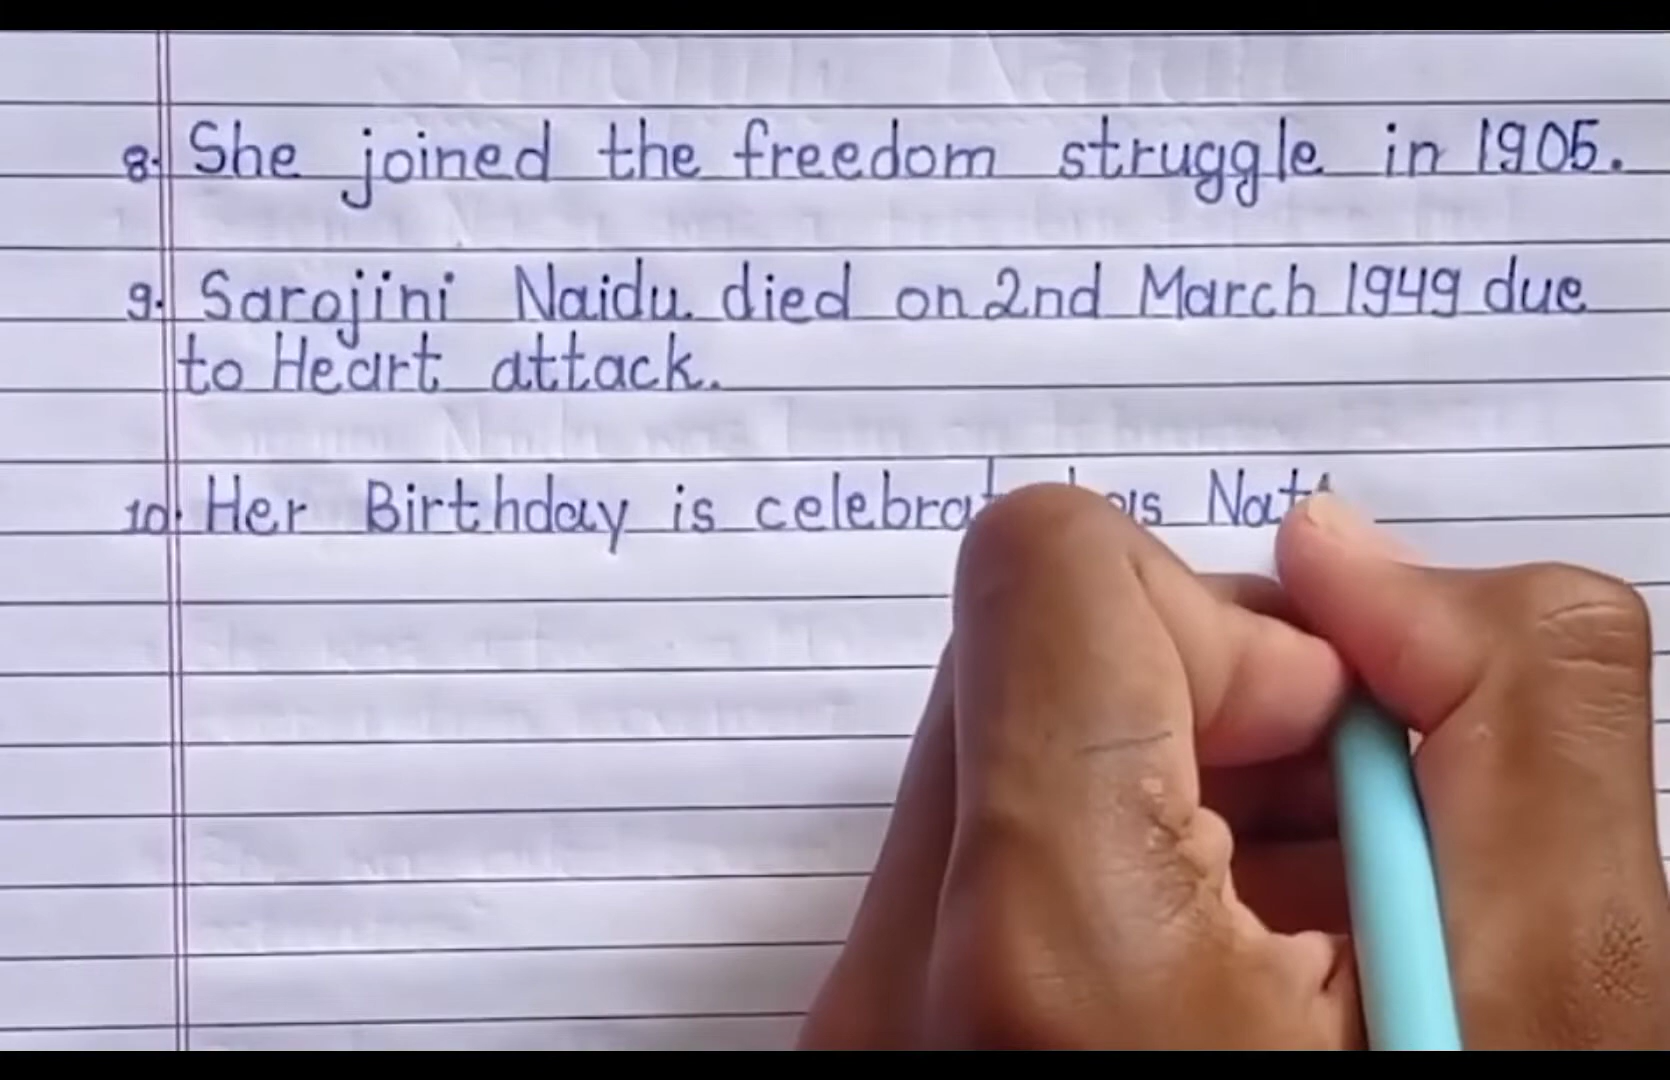 8. She joined the freedom struggle in 1905.
9. Sarojini Naidu died on 2nd March 1949 due
to Heart attack.
10. Her Birthday is as